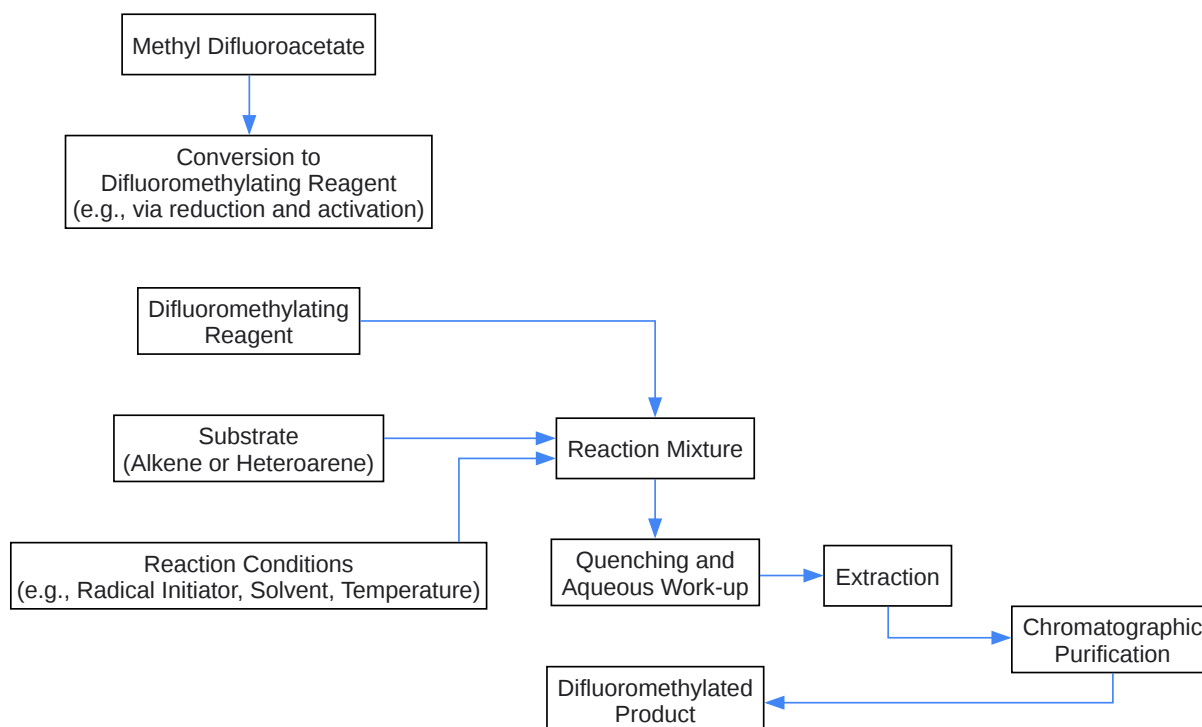 Methyl Difluoroacetate
Conversion to
Difluoromethylating Reagent
(e.g., via reduction and activation)
Difluoromethylating
Reagent
Substrate
(Alkene or Heteroarene)
Reaction Mixture
Reaction Conditions
(e.g., Radical Initiator, Solvent, Temperature)
Quenching and
Aqueous Work-up
Extraction
Chromatographic
Purification
Difluoromethylated
Product